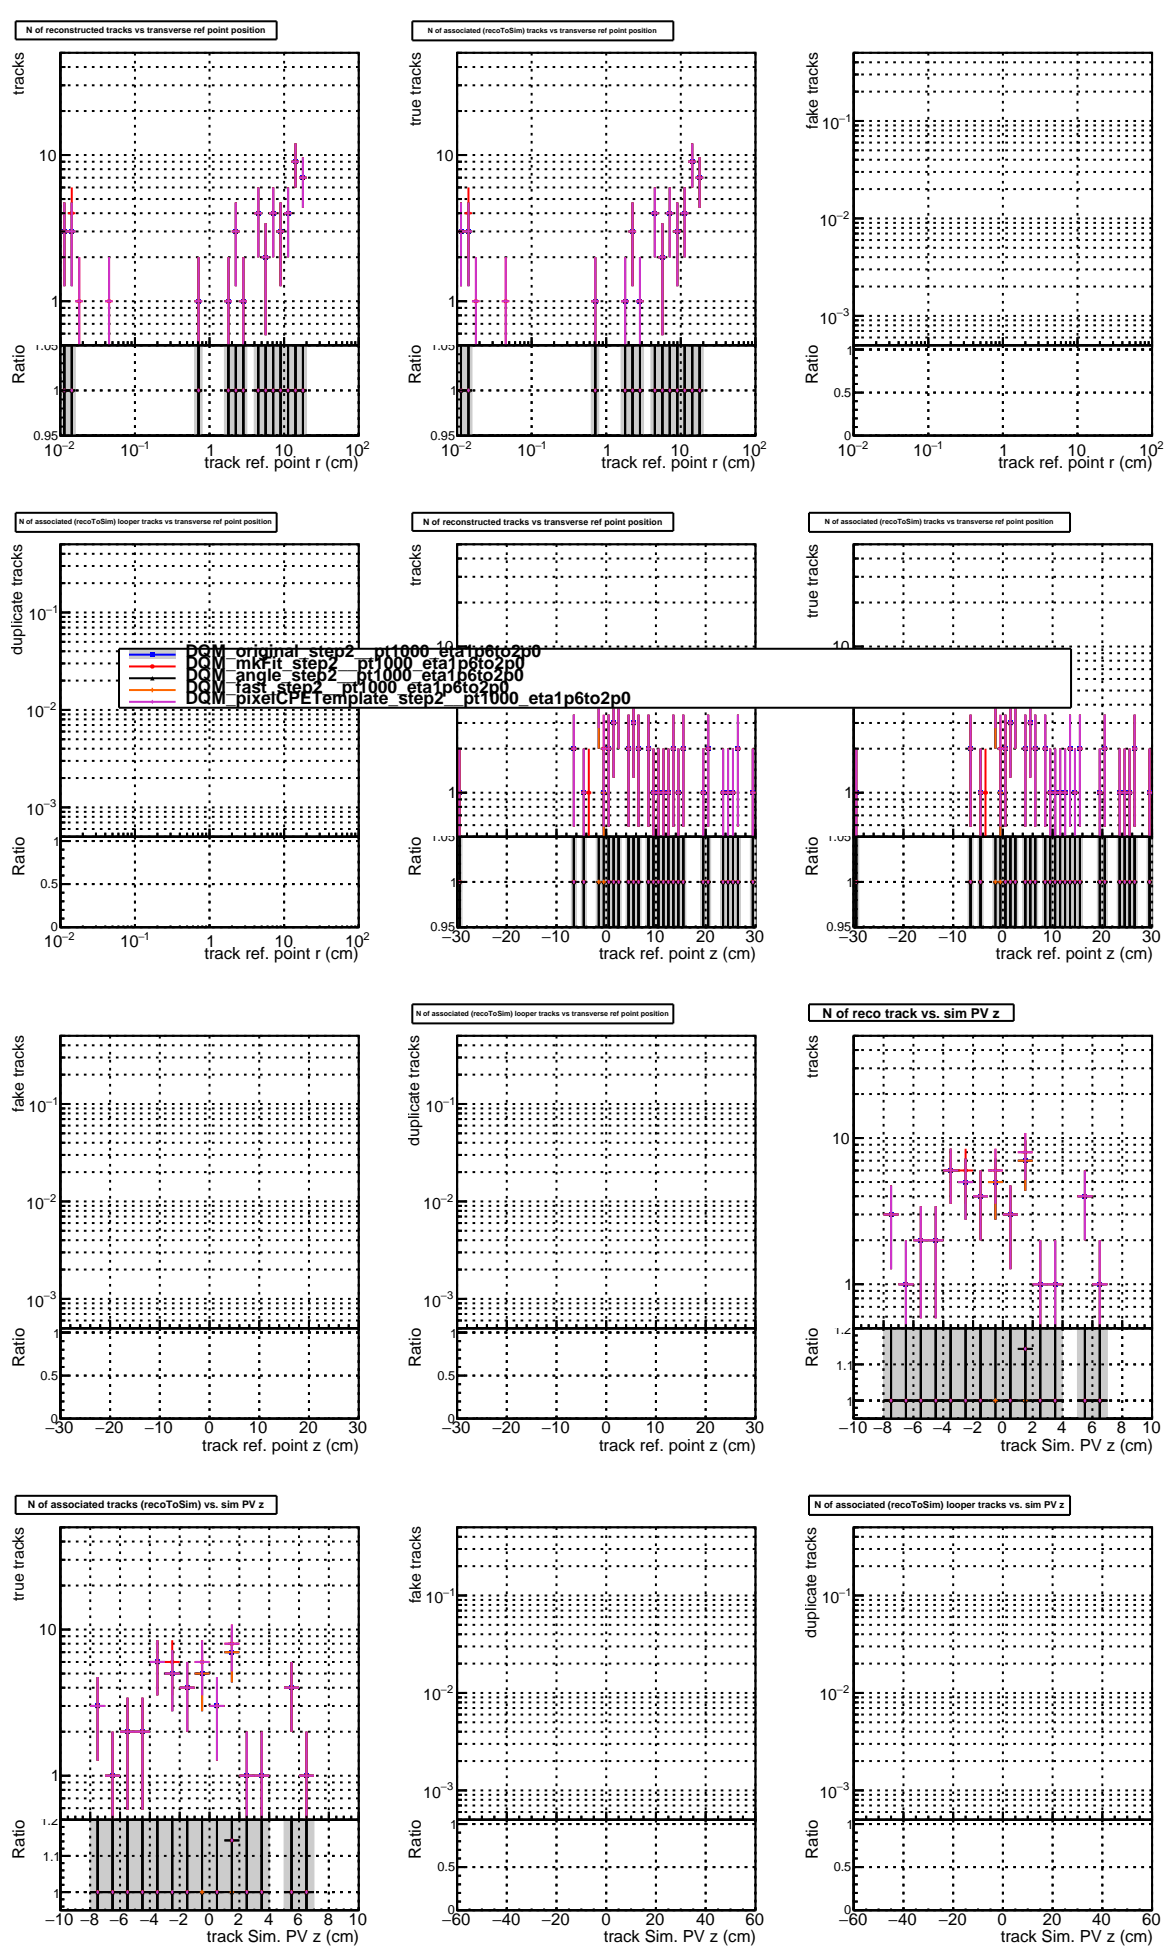 N of reconstructed tracks vs transverse ref point position
tracks
10
1
1.05
Ratio
1
0.95
10−2 10−1 1 10 102
track ref. point r (cm)
N of associated (recoToSim) tracks vs transverse ref point position
true tracks
10
1
1.05
Ratio
1
0.95
10−2 10−1 1 10 102
track ref. point r (cm)
fake tracks
10−1
10−2
10−3
Ratio
1
0.5
0
10−2 10−1 1 10 102
track ref. point r (cm)
N of associated (recoToSim) looper tracks vs transverse ref point position
duplicate tracks
10−1
10−2
10−3
Ratio
1
0.5
0
10−2 10−1 1 10 102
track ref. point r (cm)
N of reconstructed tracks vs transverse ref point position
tracks
1
1.05
Ratio
1
0.95
−30 −20 −10 0 10 20 30
track ref. point z (cm)
N of associated (recoToSim) tracks vs transverse ref point position
true tracks
10
1
1.05
Ratio
1
0.95
−30 −20 −10 0 10 20 30
track ref. point z (cm)
DQM_original_step2__pt1000_eta1p6to2p0
DQM_mkFit_step2__pt1000_eta1p6to2p0
DQM_angle_step2__pt1000_eta1p6to2p0
DQM_fast_step2__pt1000_eta1p6to2p0
DQM_pixelCPETemplate_step2__pt1000_eta1p6to2p0
fake tracks
10−1
10−2
10−3
Ratio
1
0.5
0
−30 −20 −10 0 10 20 30
track ref. point z (cm)
N of associated (recoToSim) looper tracks vs transverse ref point position
duplicate tracks
10−1
10−2
10−3
Ratio
1
0.5
0
−30 −20 −10 0 10 20 30
track ref. point z (cm)
N of reco track vs. sim PV z
tracks
10
1
1.2
Ratio
1.1
1
−10 −8 −6 −4 −2 0 2 4 6 8 10
track Sim. PV z (cm)
N of associated tracks (recoToSim) vs. sim PV z
true tracks
10
1
1.2
Ratio
1.1
1
−10 −8 −6 −4 −2 0 2 4 6 8 10
track Sim. PV z (cm)
fake tracks
10−1
10−2
10−3
Ratio
1
0.5
0
−60 −40 −20 0 20 40 60
track Sim. PV z (cm)
N of associated (recoToSim) looper tracks vs. sim PV z
duplicate tracks
10−1
10−2
10−3
Ratio
1
0.5
0
−60 −40 −20 0 20 40 60
track Sim. PV z (cm)